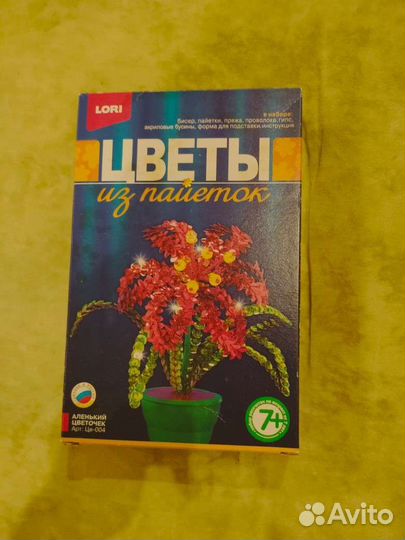 LORI
в наборе:
бисер, пайетки, пряжа, проволока, гипс,
акриловые бусины, форма для подставки, инструкция
ЦВЕТЫ
из пайеток
АЛЕНЬКИЙ
ЦВЕТОЧЕК
Арт: Цв-004
7+
Avito